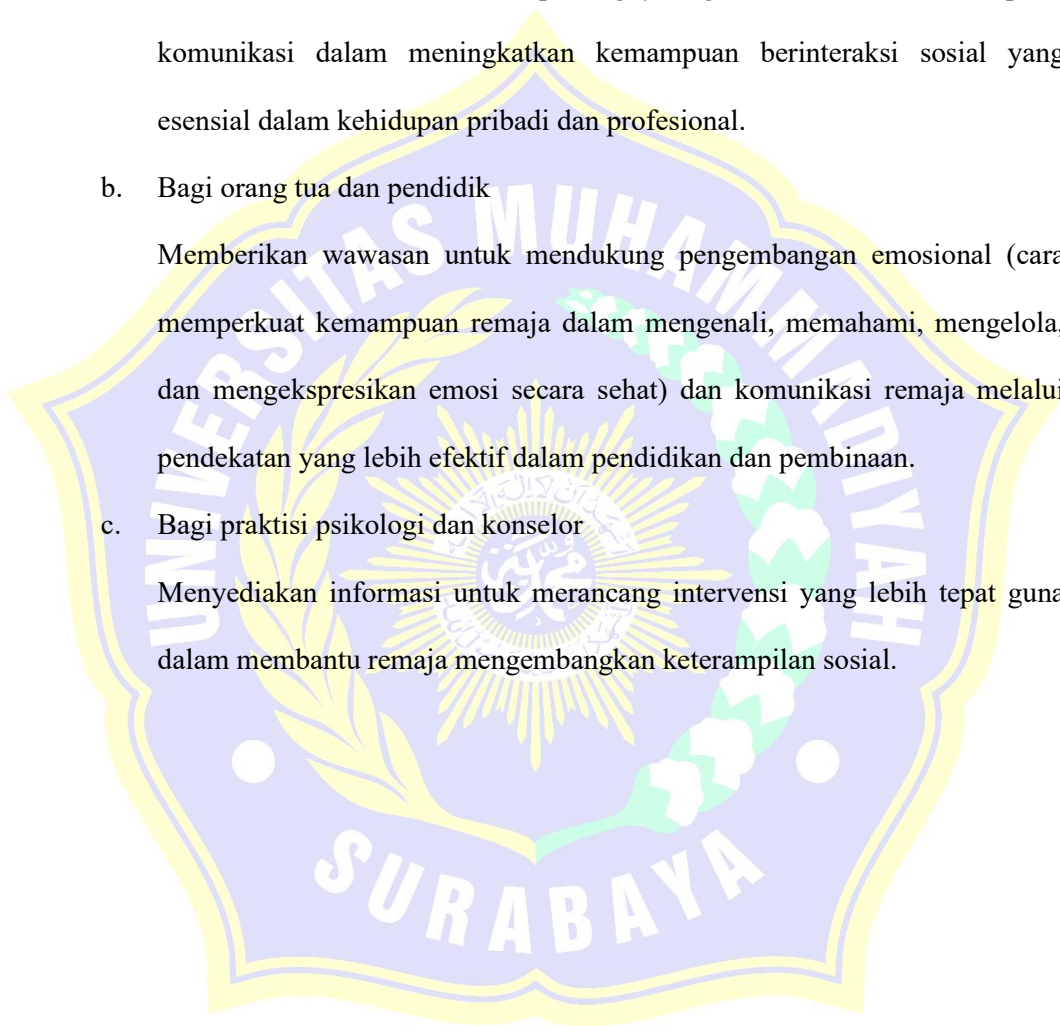 komunikasi dalam meningkatkan kemampuan berinteraksi sosial yang
esensial dalam kehidupan pribadi dan profesional.
b. Bagi orang tua dan pendidik
Memberikan wawasan untuk mendukung pengembangan emosional (cara
memperkuat kemampuan remaja dalam mengenali, memahami, mengelola,
dan mengekspresikan emosi secara sehat) dan komunikasi remaja melalui
pendekatan yang lebih efektif dalam pendidikan dan pembinaan.
c. Bagi praktisi psikologi dan konselor
Menyediakan informasi untuk merancang intervensi yang lebih tepat guna
dalam membantu remaja mengembangkan keterampilan sosial.
UNIVERSITAS MUHAMMADIYAH
SURABAYA